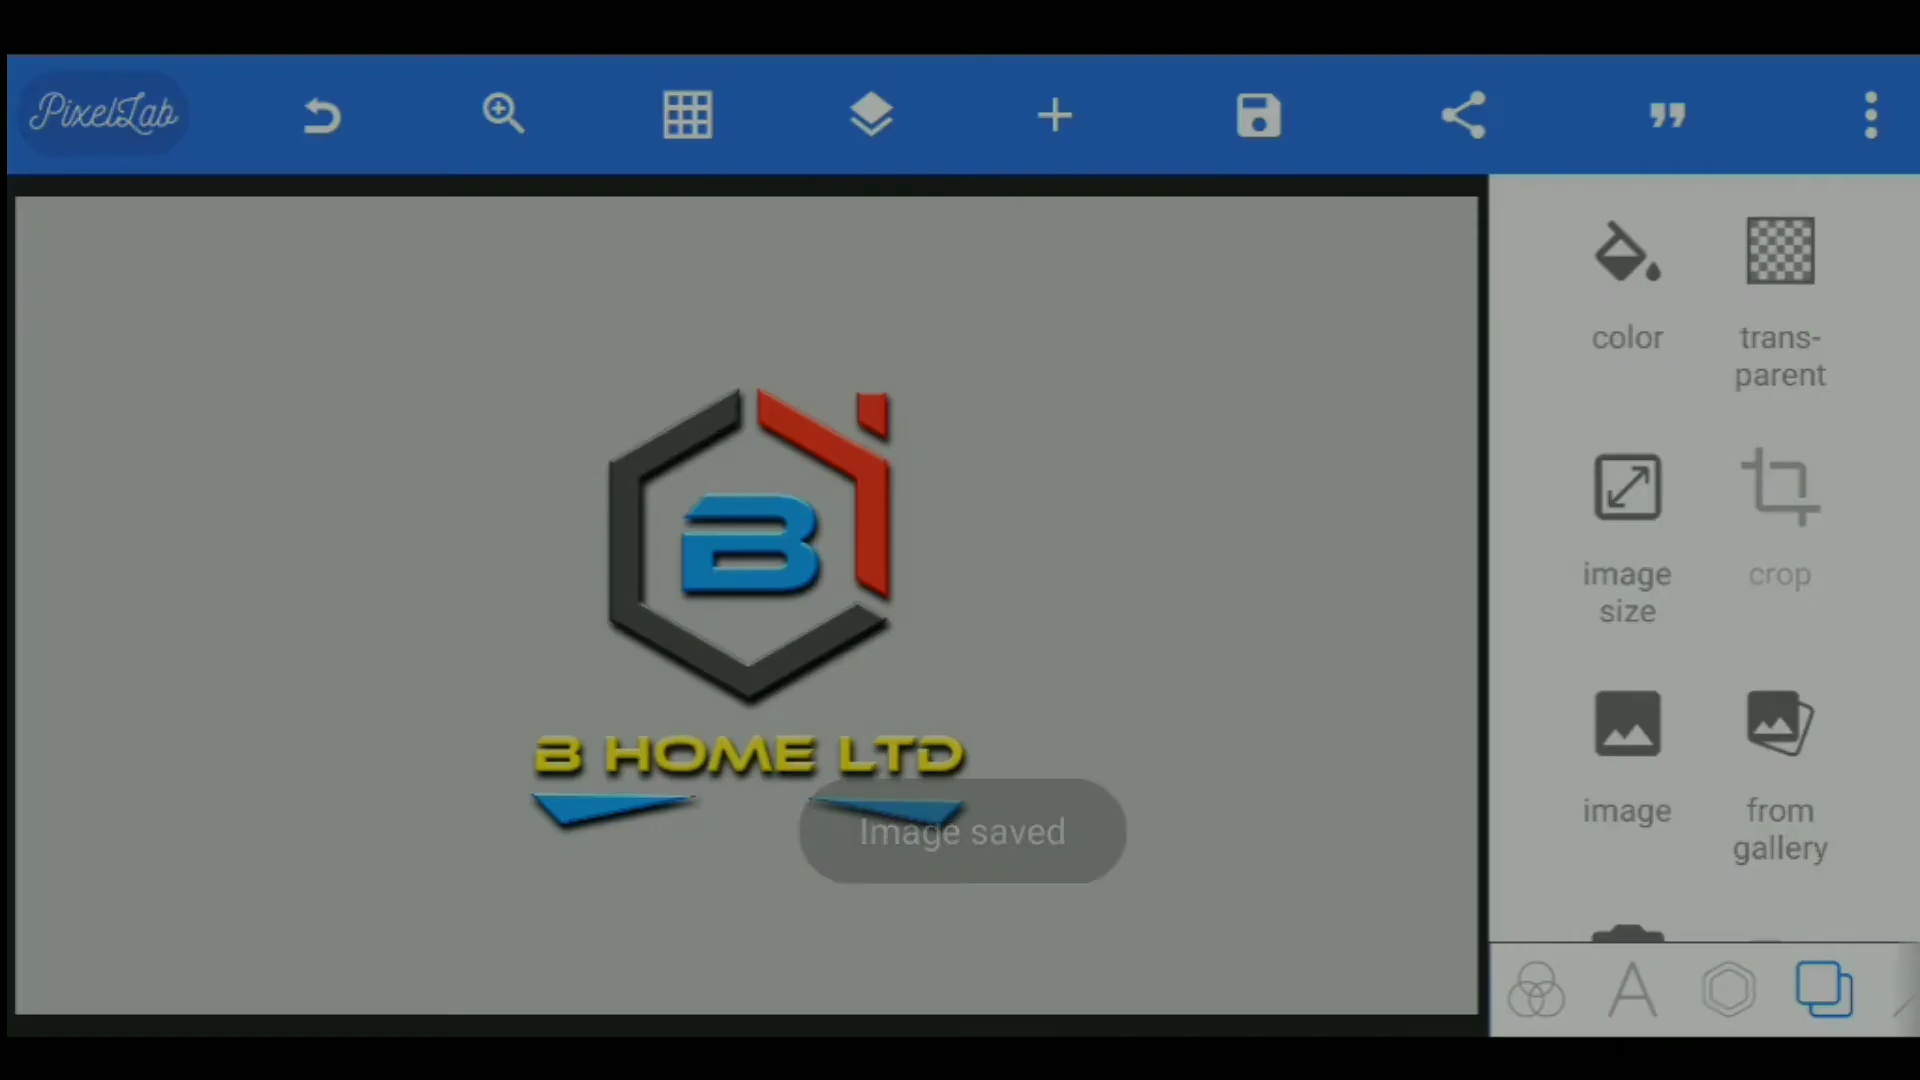 PixelLab
color
trans-
parent
image
size
crop
image
from
gallery
B
B HOME LTD
Image saved